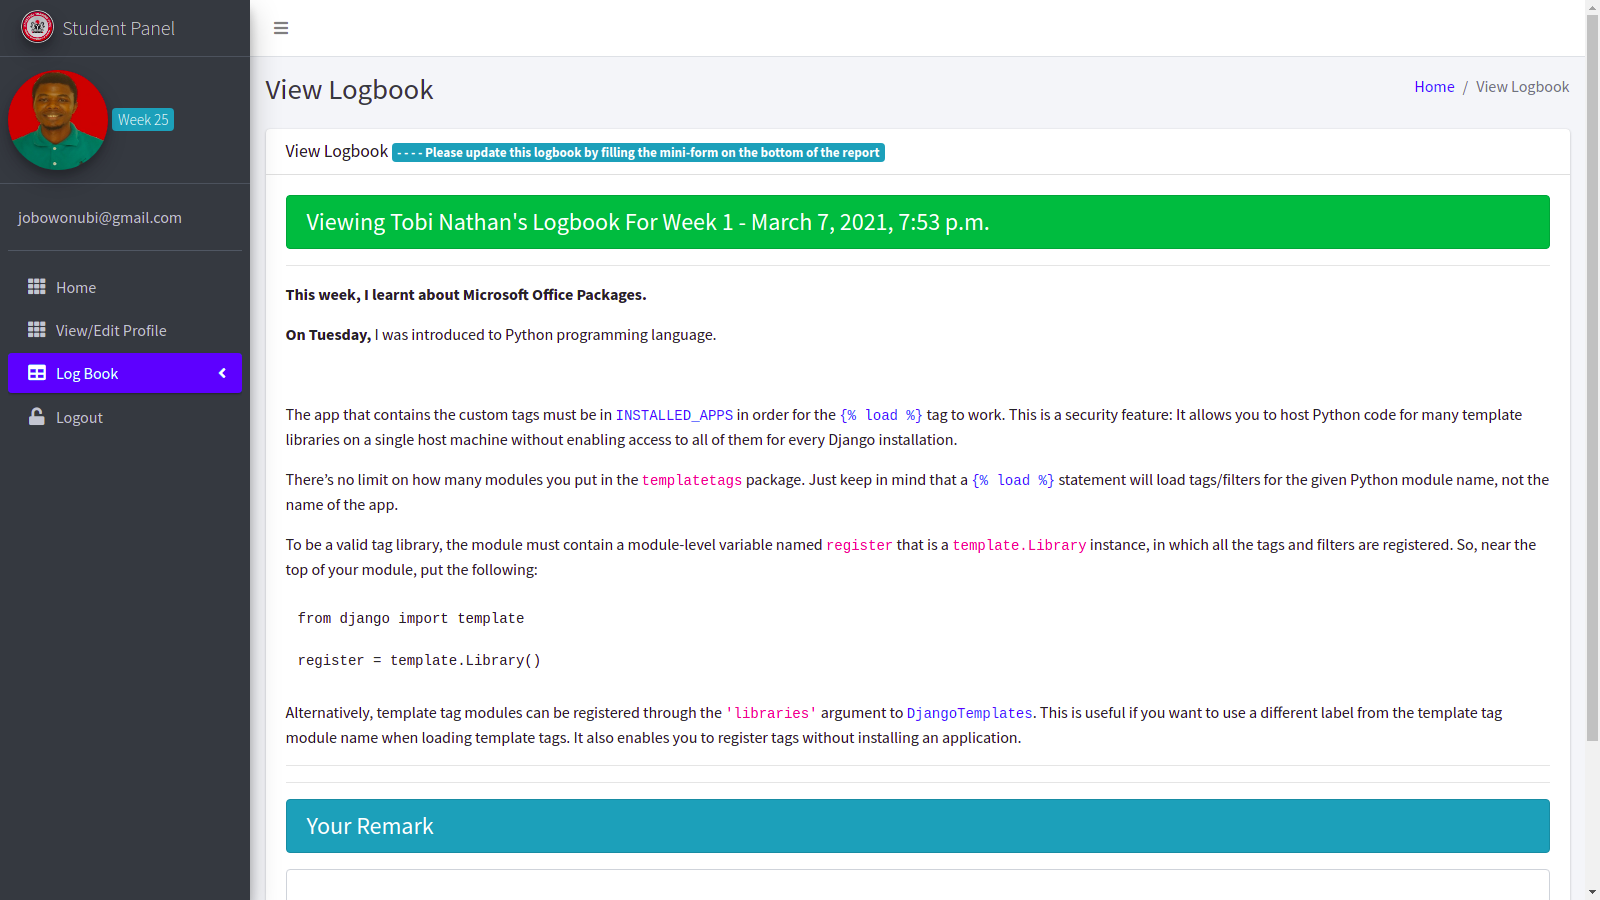 Student Panel
Week 25
jobowonubi@gmail.com
Home
View/Edit Profile
Log Book
Logout
View Logbook
Home / View Logbook
View Logbook - - - - Please update this logbook by filling the mini-form on the bottom of the report
Viewing Tobi Nathan's Logbook For Week 1 - March 7, 2021, 7:53 p.m.
This week, I learnt about Microsoft Office Packages.
On Tuesday, I was introduced to Python programming language.
The app that contains the custom tags must be in INSTALLED_APPS in order for the {% load %} tag to work. This is a security feature: It allows you to host Python code for many template
libraries on a single host machine without enabling access to all of them for every Django installation.
There’s no limit on how many modules you put in the templatetags package. Just keep in mind that a {% load %} statement will load tags/filters for the given Python module name, not the
name of the app.
To be a valid tag library, the module must contain a module-level variable named register that is a template.Library instance, in which all the tags and filters are registered. So, near the
top of your module, put the following:
from django import template
register = template.Library()
Alternatively, template tag modules can be registered through the 'libraries' argument to DjangoTemplates. This is useful if you want to use a different label from the template tag
module name when loading template tags. It also enables you to register tags without installing an application.
Your Remark